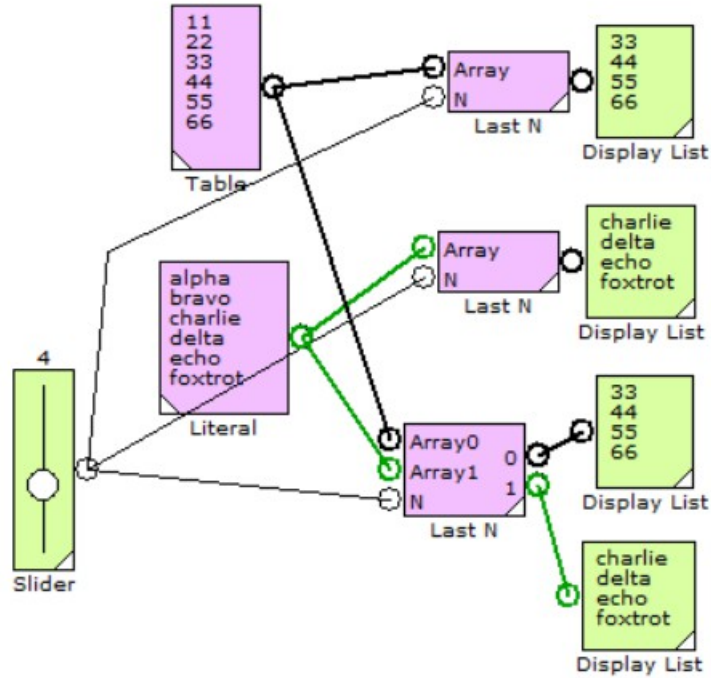 11
22
33
44
55
66
Table
Array
N
Last N
33
44
55
66
Display List
alpha
bravo
charlie
delta
echo
foxtrot
Literal
Array
N
Last N
charlie
delta
echo
foxtrot
Display List
4
Slider
Array0
Array1
N
0
1
Last N
33
44
55
66
Display List
charlie
delta
echo
foxtrot
Display List